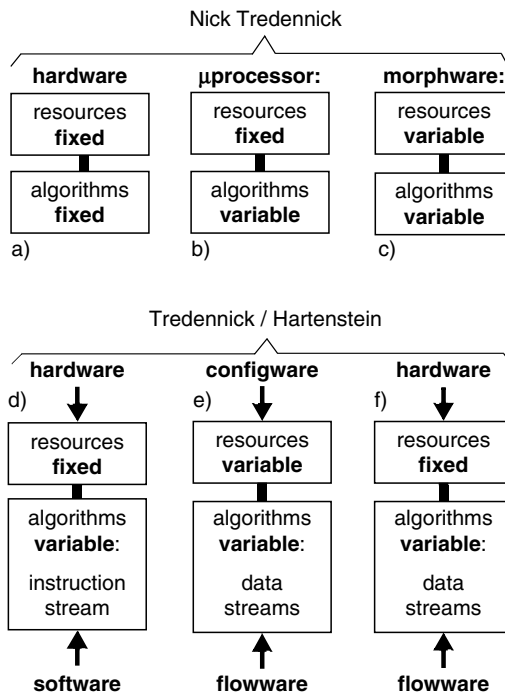 Nick Tredennick
hardware µprocessor: morphware:
resources resources resources
fixed fixed variable
algorithms algorithms algorithms
fixed variable variable
a) b) c)
Tredennick / Hartenstein
hardware configware hardware
d) e) f)
resources resources resources
fixed variable fixed
algorithms algorithms algorithms
variable: variable: variable:
instruction data data
stream streams streams
software flowware flowware